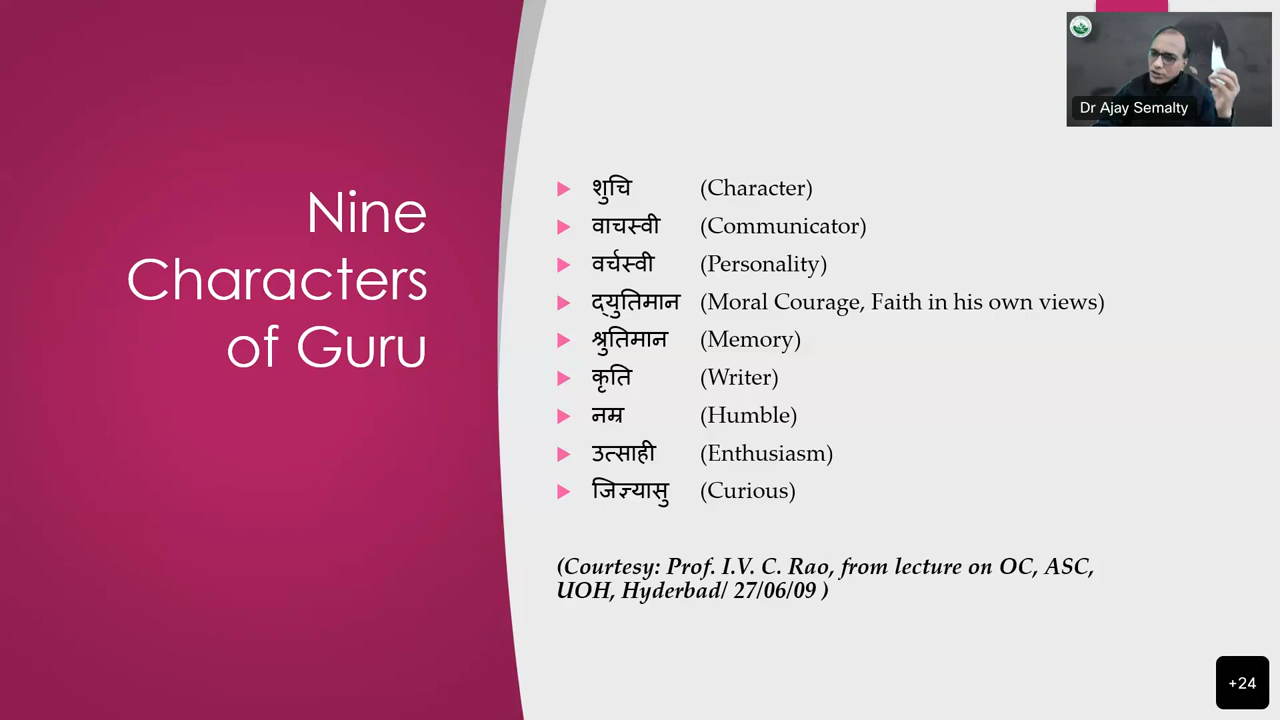 Nine
Characters
of Guru
शुचि (Character)
वाचस्वी (Communicator)
वर्चस्वी (Personality)
द्‌युतिमान (Moral Courage, Faith in his own views)
श्रुतिमान (Memory)
कृति (Writer)
नम्र (Humble)
उत्साही (Enthusiasm)
जिज्ञ्यासु (Curious)
(Courtesy: Prof. I.V. C. Rao, from lecture on OC, ASC,
UOH, Hyderbad/ 27/06/09 )
Dr Ajay Semalty
+24